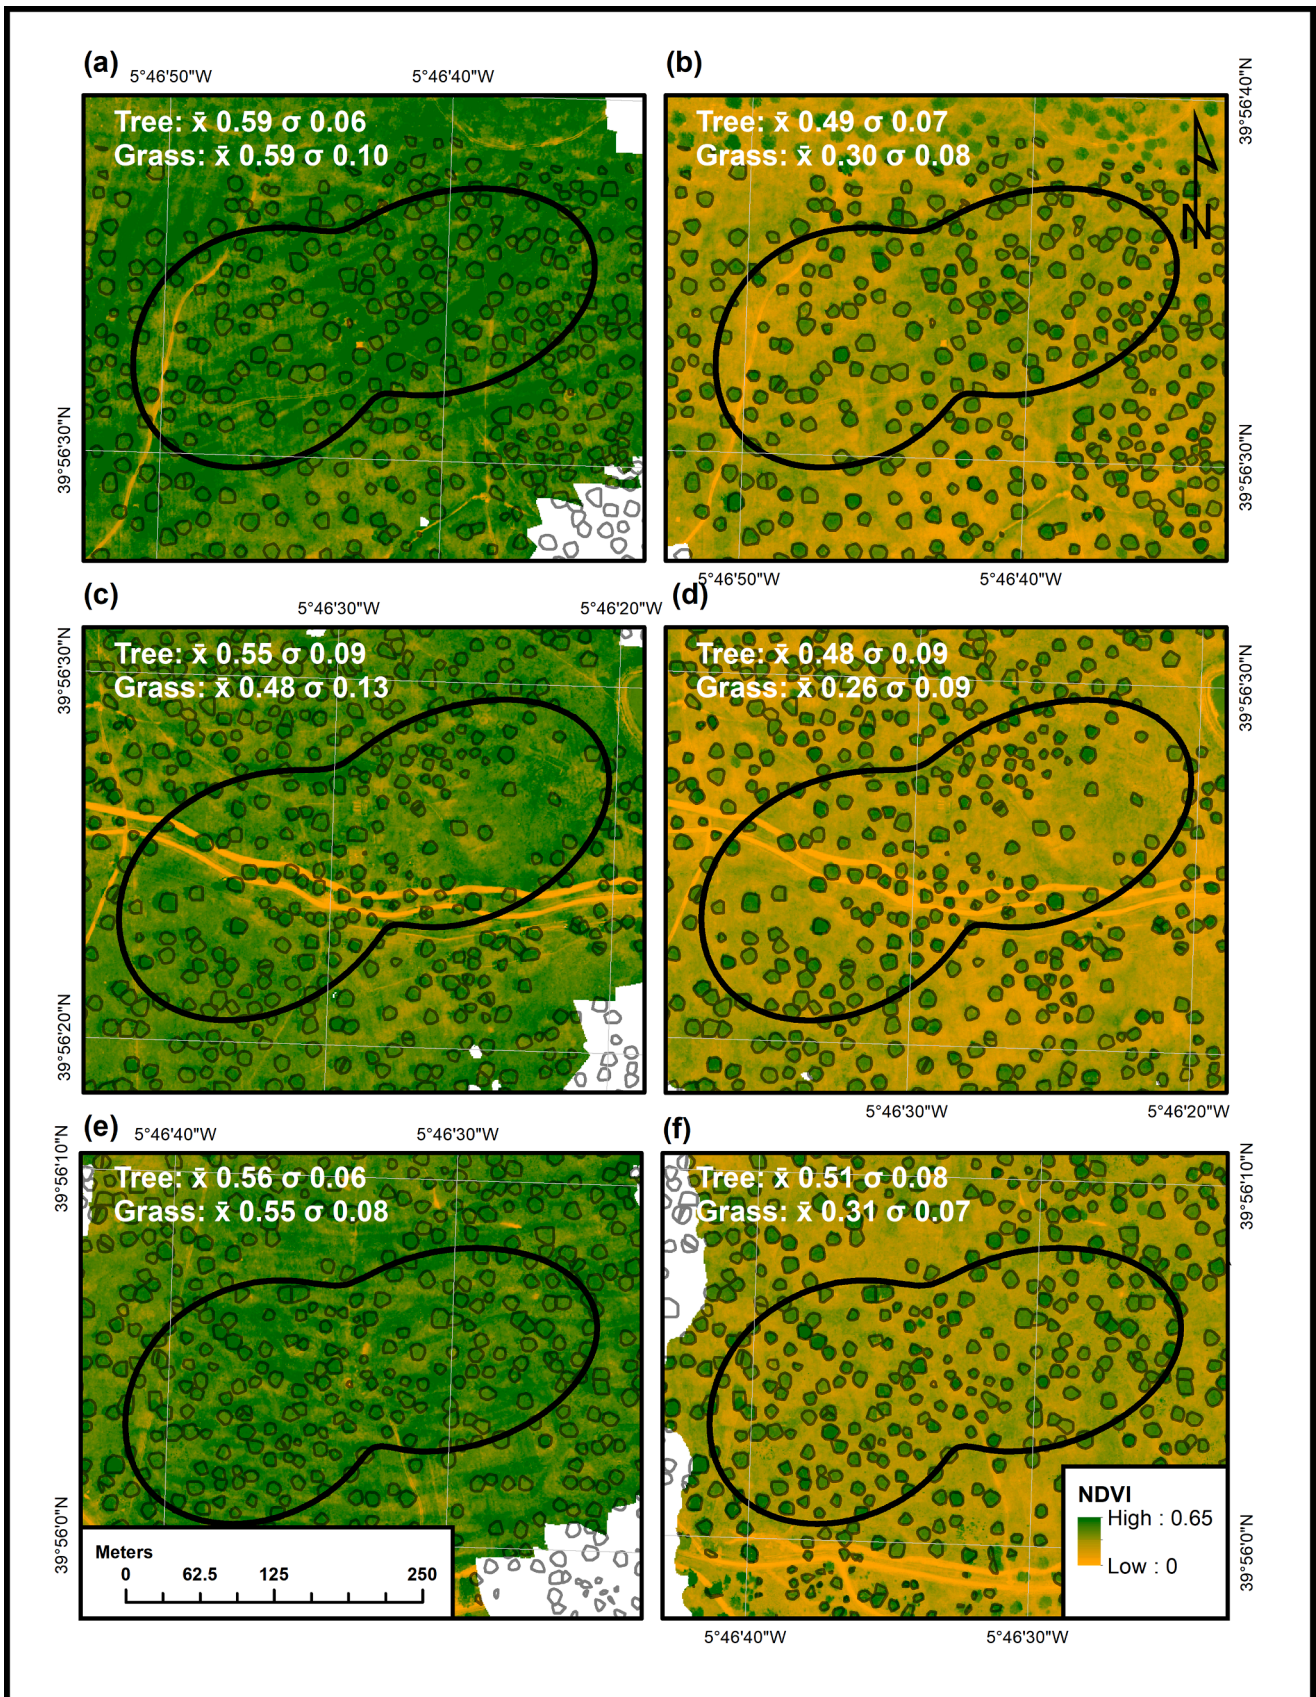 (a)
5°46'50"W 5°46'40"W
Tree: x̄ 0.59 σ 0.06
Grass: x̄ 0.59 σ 0.10
39°56'30"N
(b)
39°56'40"N
Tree: x̄ 0.49 σ 0.07
Grass: x̄ 0.30 σ 0.08
N
39°56'30"N
5°46'50"W 5°46'40"W
(c)
5°46'30"W 5°46'20"W
39°56'30"N
Tree: x̄ 0.55 σ 0.09
Grass: x̄ 0.48 σ 0.13
39°56'20"N
(d)
Tree: x̄ 0.48 σ 0.09
Grass: x̄ 0.26 σ 0.09
39°56'30"N
39°56'20"N
5°46'30"W 5°46'20"W
(e)
5°46'40"W 5°46'30"W
39°56'10"N
Tree: x̄ 0.56 σ 0.06
Grass: x̄ 0.55 σ 0.08
39°56'0"N
Meters
0 62.5 125 250
(f)
Tree: x̄ 0.51 σ 0.08
Grass: x̄ 0.31 σ 0.07
39°56'10"N
NDVI
High : 0.65
Low : 0
39°56'0"N
5°46'40"W 5°46'30"W